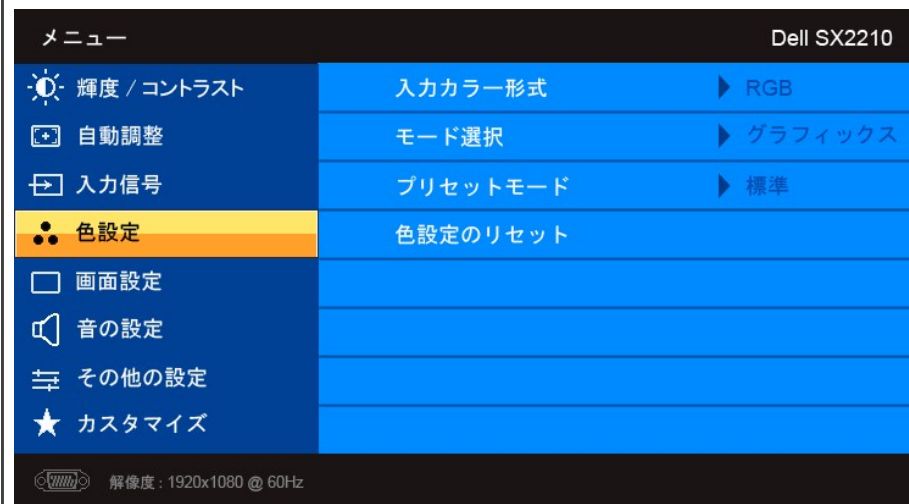 メニュー Dell SX2210
輝度 / コントラスト 入力カラー形式 RGB
自動調整 モード選択 グラフィックス
入力信号 プリセットモード 標準
色設定 色設定のリセット
画面設定
音の設定
その他の設定
カスタマイズ
解像度 : 1920x1080 @ 60Hz